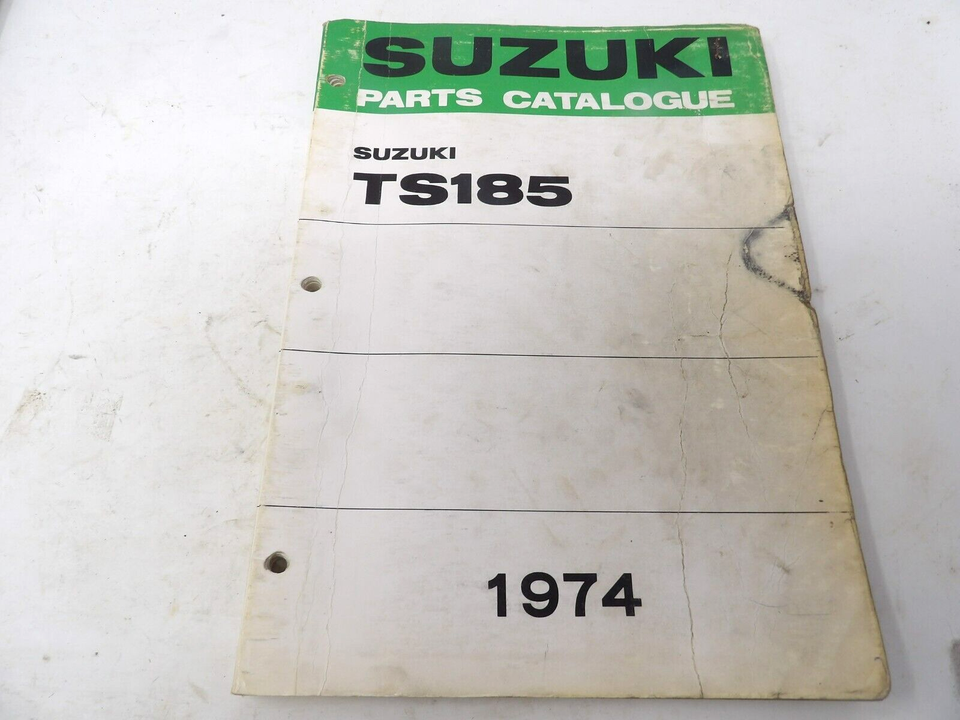 SUZUKI
PARTS CATALOGUE
SUZUKI
TS185
1974